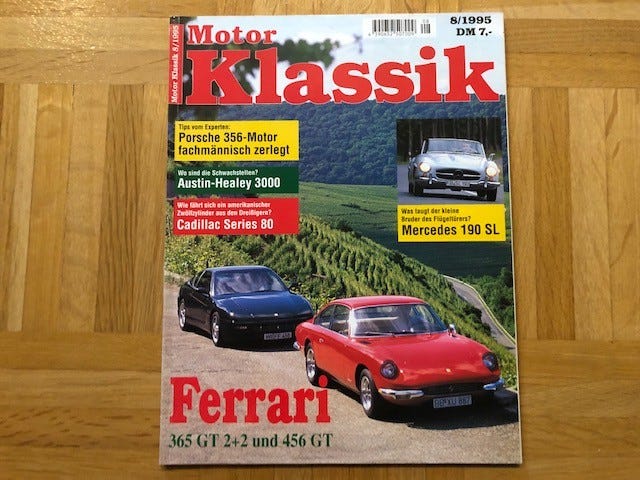 Motor Klassik 8/1995
Motor
Klassik
8/1995
DM 7,-
08
Tips vom Experten:
Porsche 356-Motor
fachmännisch zerlegt
Wo sind die Schwachstellen?
Austin-Healey 3000
Wie fährt sich ein amerikanischer
Zwölfzylinder aus den Dreißigern?
Cadillac Series 80
Was taugt der kleine
Bruder des Flügeltürers?
Mercedes 190 SL
Ferrari
365 GT 2+2 und 456 GT